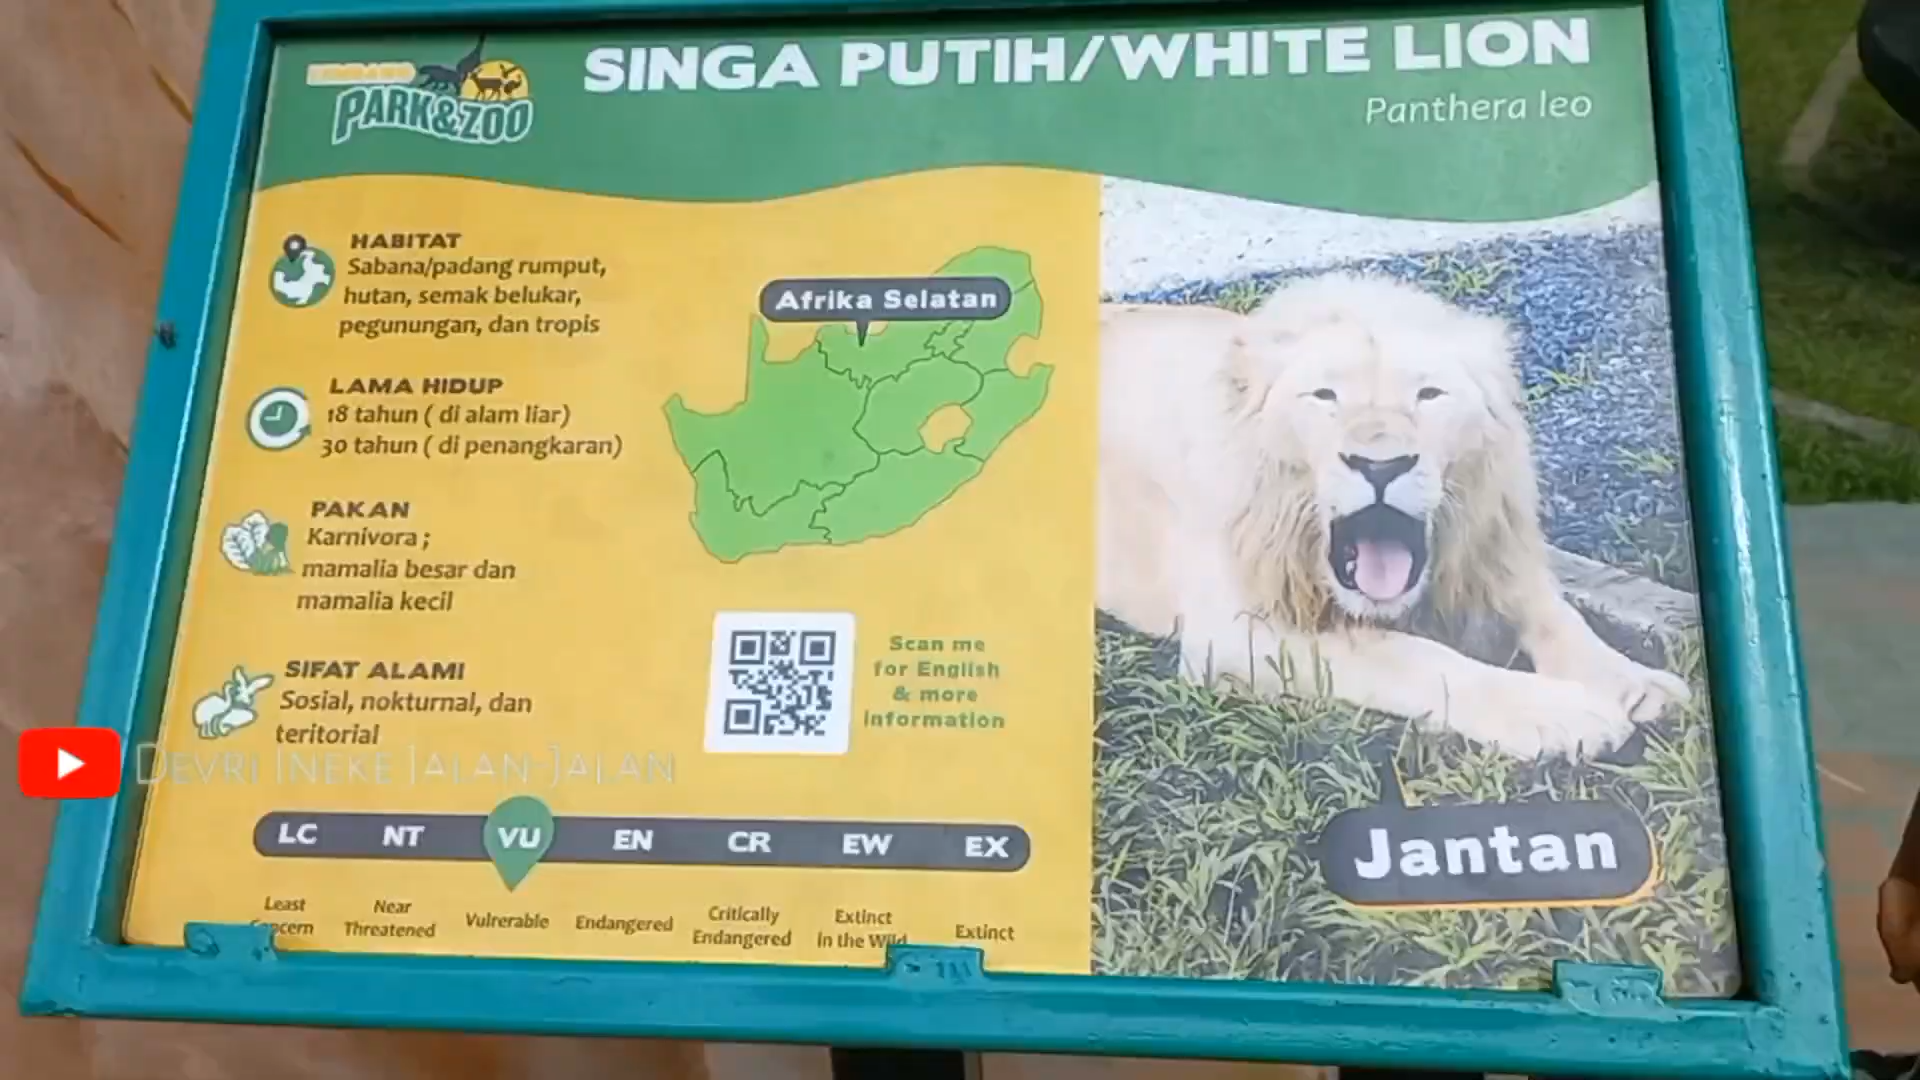 LEMBANG
PARK&ZOO
SINGA PUTIH/WHITE LION
Panthera leo
HABITAT
Sabana/padang rumput,
hutan, semak belukar,
pegunungan, dan tropis
LAMA HIDUP
18 tahun ( di alam liar)
30 tahun ( di penangkaran)
PAKAN
Karnivora ;
mamalia besar dan
mamalia kecil
SIFAT ALAMI
Sosial, nokturnal, dan
teritorial
Afrika Selatan
Scan me
for English
& more
information
DEVRI INEKE JALAN-JALAN
LC NT VU EN CR EW EX
Least
Concern
Near
Threatened
Vulrerable
Endangered
Critically
Endangered
Extinct
in the Wild
Extinct
Jantan